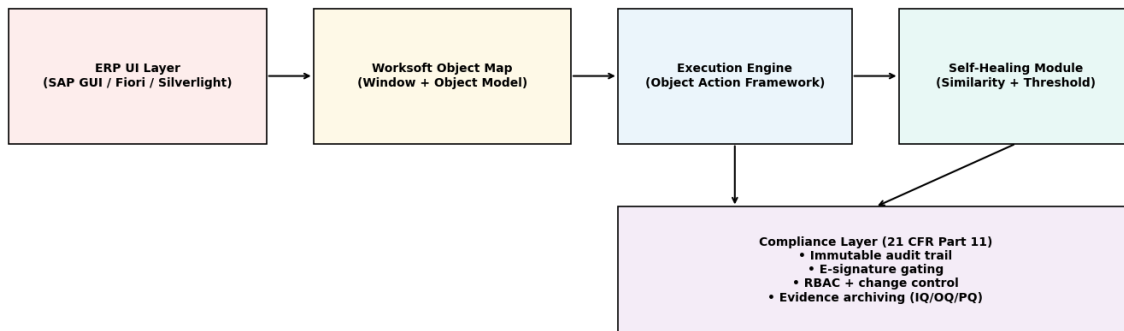 ERP UI Layer
(SAP GUI / Fiori / Silverlight)
Worksoft Object Map
(Window + Object Model)
Execution Engine
(Object Action Framework)
Self-Healing Module
(Similarity + Threshold)
Compliance Layer (21 CFR Part 11)
• Immutable audit trail
• E-signature gating
• RBAC + change control
• Evidence archiving (IQ/OQ/PQ)